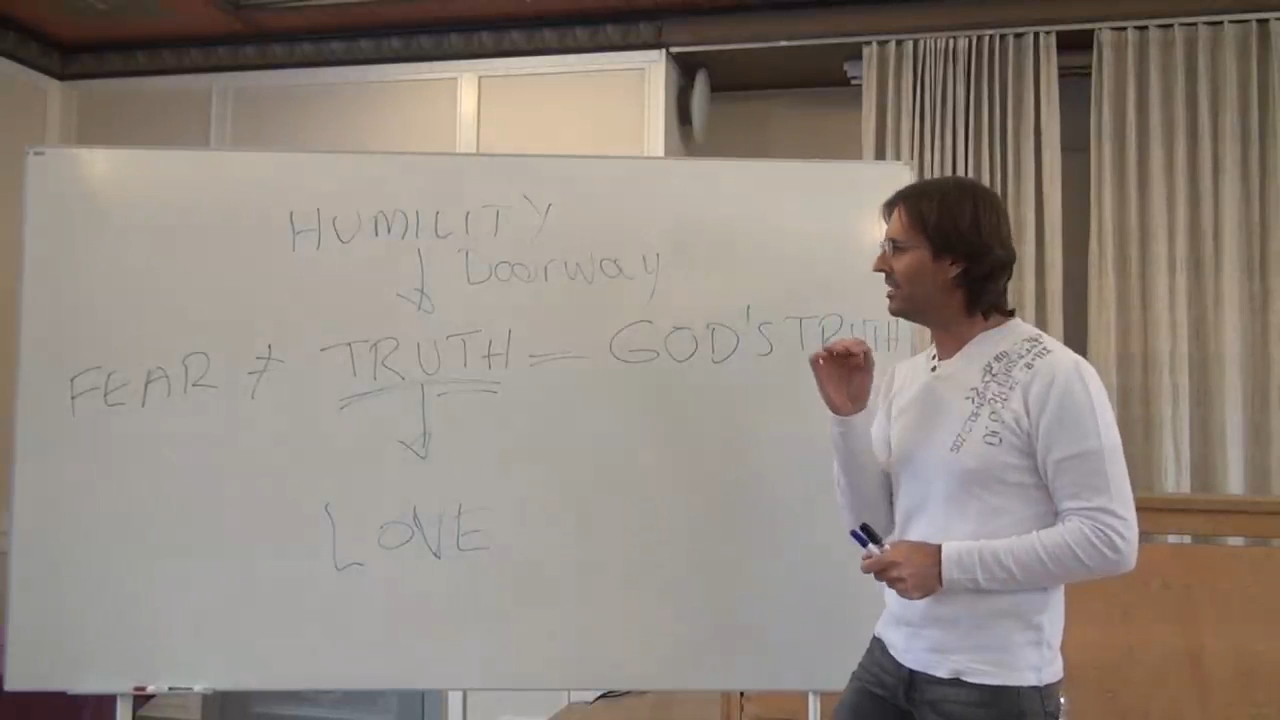 HUMILITY
↓ Doorway
FEAR ≠ TRUTH = GOD'S TRUTH
↓
LOVE